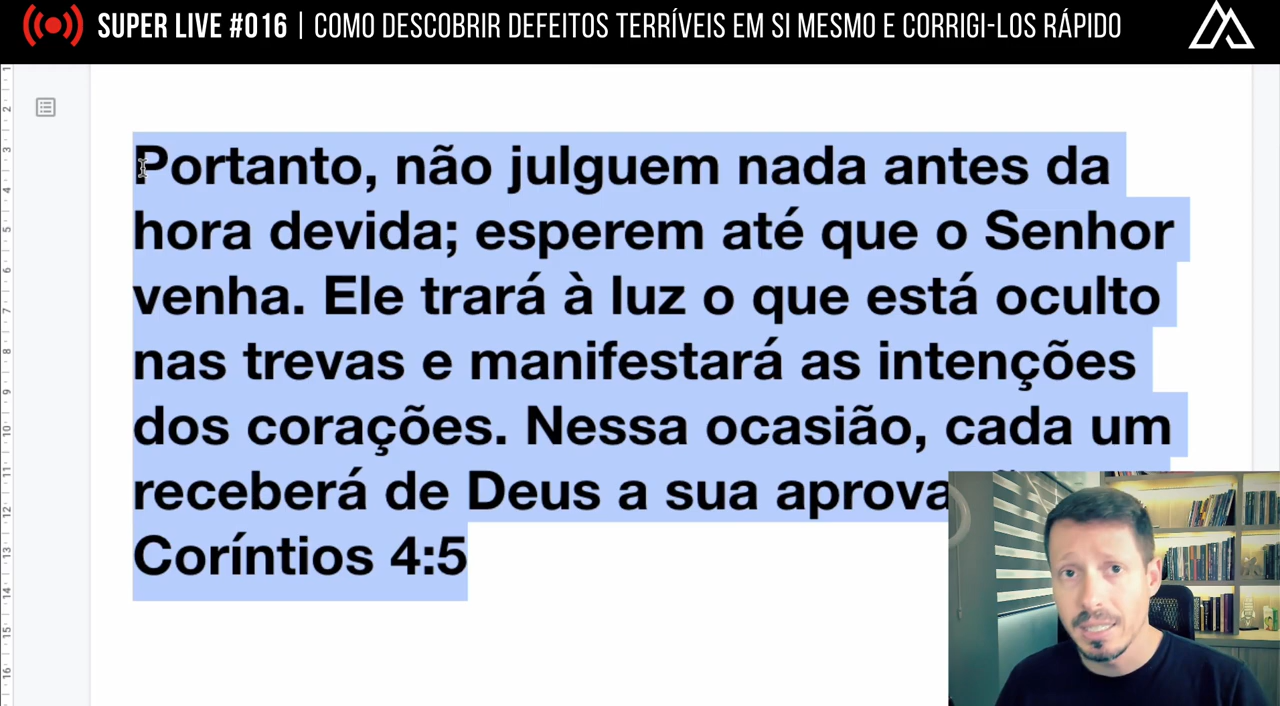 SUPER LIVE #016 | COMO DESCOBRIR DEFEITOS TERRÍVEIS EM SI MESMO E CORRIGI-LOS RÁPIDO
Portanto, não julguem nada antes da
hora devida; esperem até que o Senhor
venha. Ele trará à luz o que está oculto
nas trevas e manifestará as intenções
dos corações. Nessa ocasião, cada um
receberá de Deus a sua
Coríntios 4:5